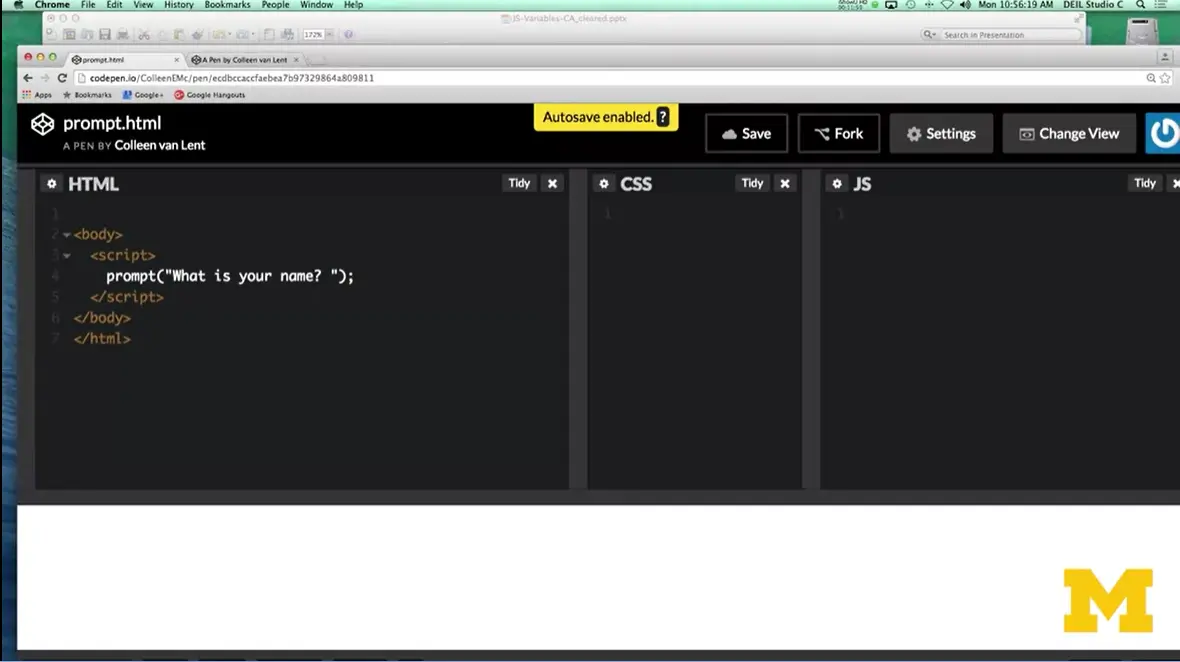 Chrome File Edit View History Bookmarks People Window Help Mon 10:56:19 AM DEIL Studio C
JS-Variables-CA_cleared.pptx
172% Search in Presentation
prompt.html A Pen by Colleen van Lent
codepen.io/ColleenEMc/pen/ecdbccaccfaebea7b97329864a809811
Apps Bookmarks Google+ Google Hangouts
prompt.html
A PEN BY Colleen van Lent
Autosave enabled. ?
Save Fork Settings Change View
HTML Tidy CSS Tidy JS Tidy
1 1 1
2 <body>
3 <script>
4 prompt("What is your name? ");
5 </script>
6 </body>
7 </html>
M